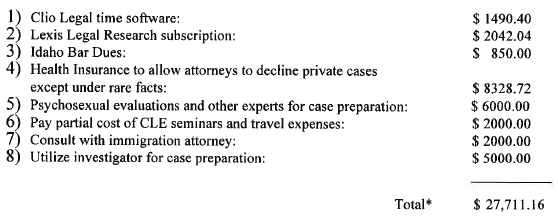 1) Clio Legal time software: $ 1490.40
2) Lexis Legal Research subscription: $ 2042.04
3) Idaho Bar Dues: $ 850.00
4) Health Insurance to allow attorneys to decline private cases
except under rare facts: $ 8328.72
5) Psychosexual evaluations and other experts for case preparation: $ 6000.00
6) Pay partial cost of CLE seminars and travel expenses: $ 2000.00
7) Consult with immigration attorney: $ 2000.00
8) Utilize investigator for case preparation: $ 5000.00
Total* $ 27,711.16